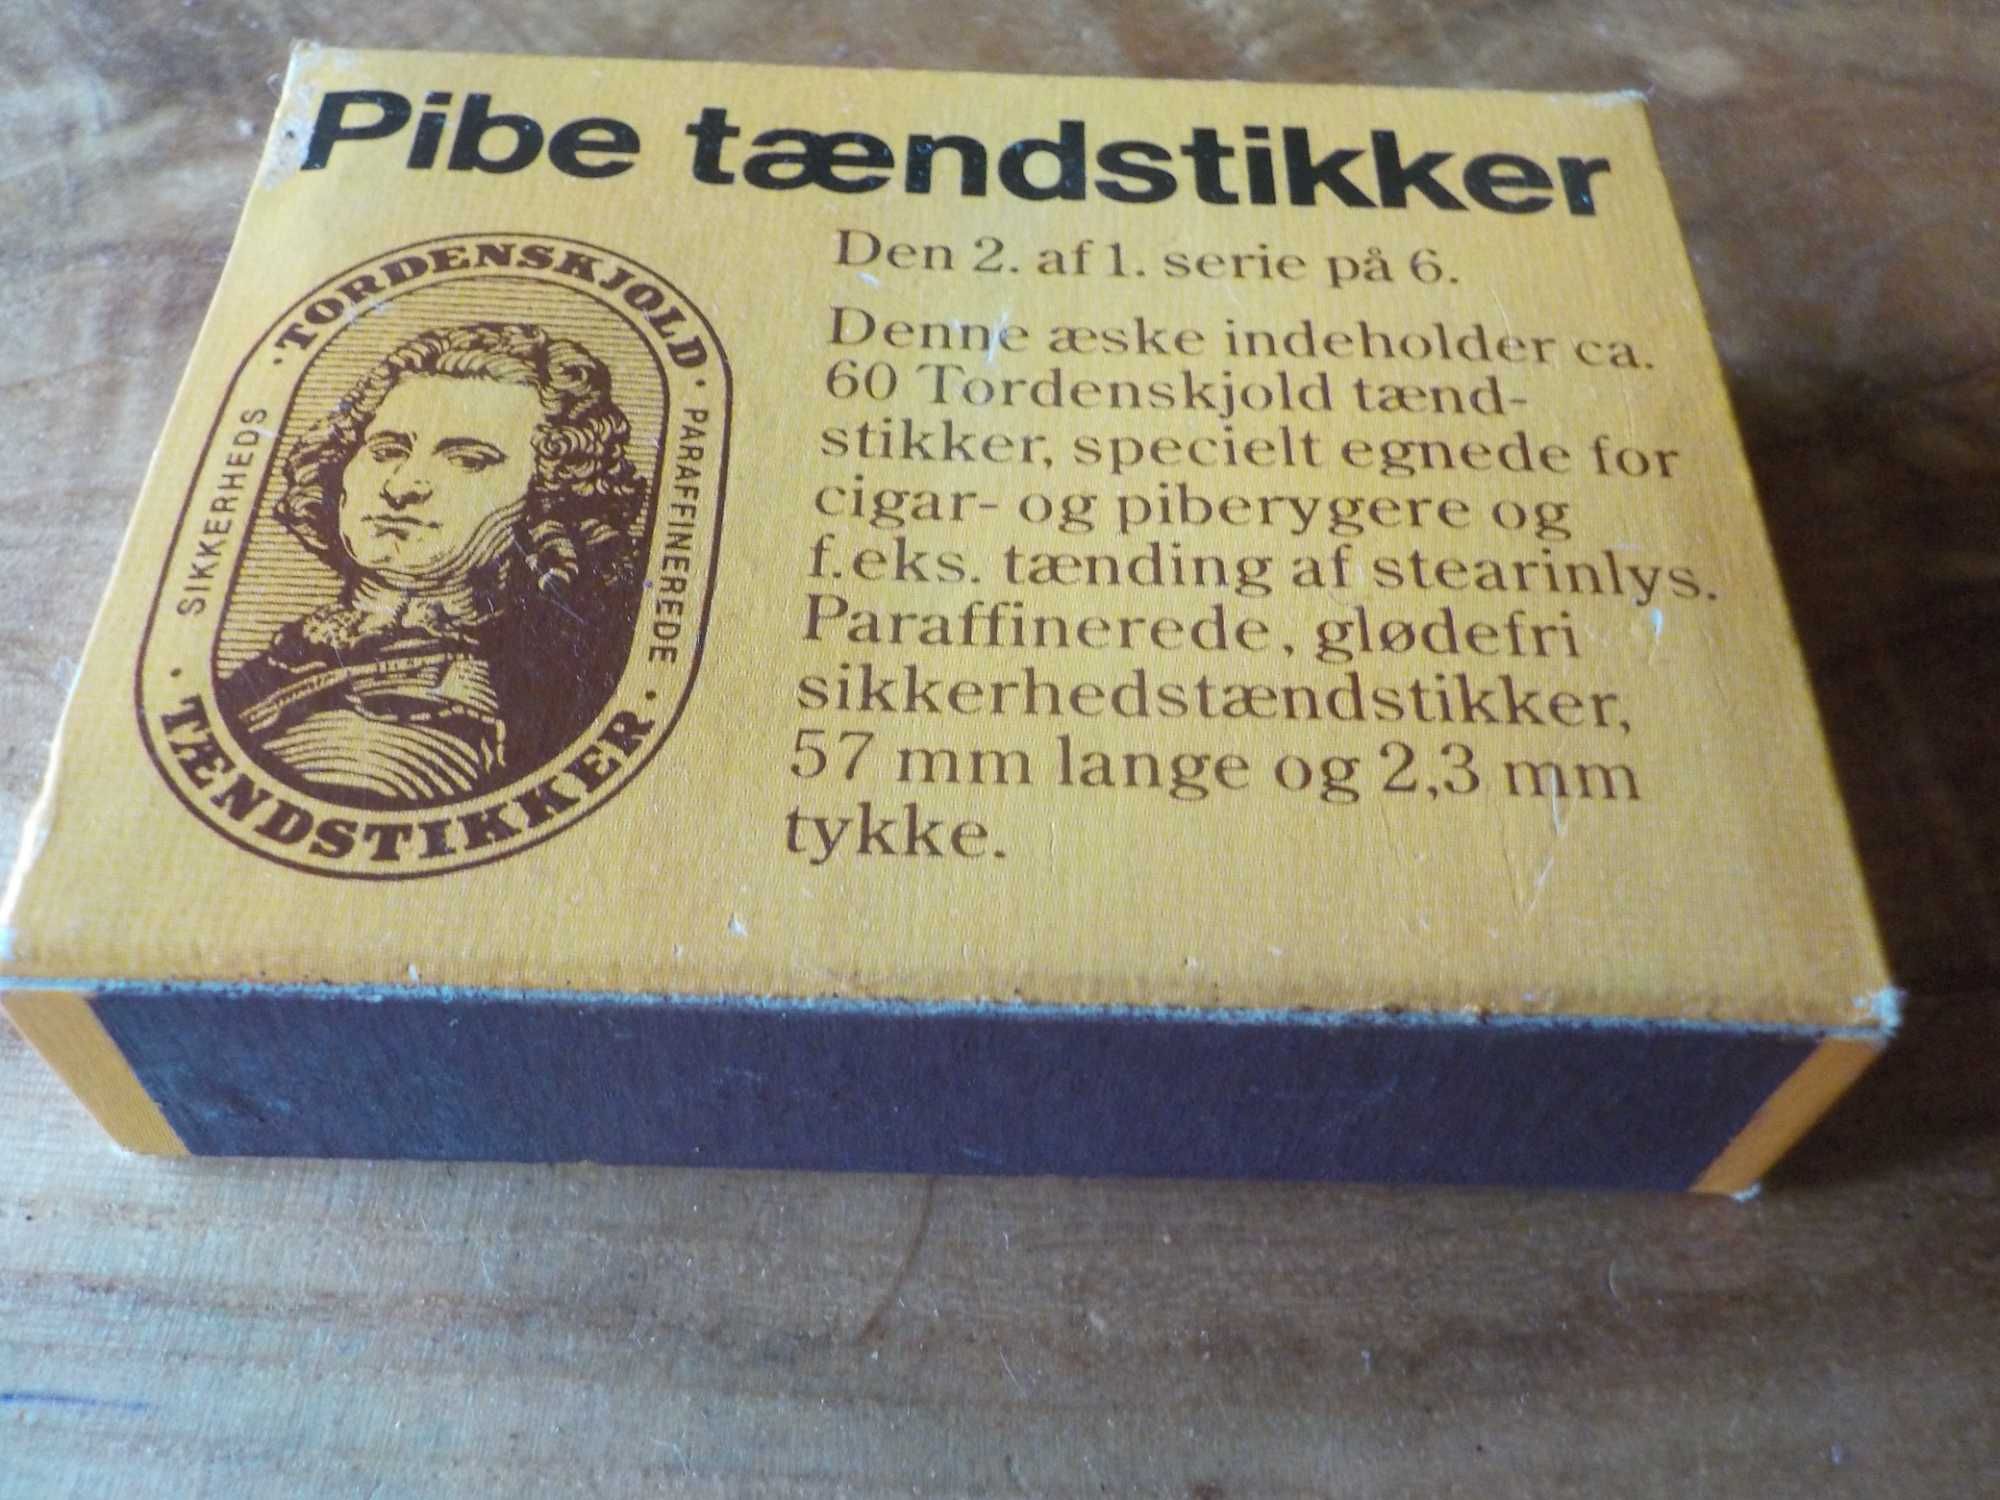 Pibe tændstikker
· TORDENSKJOLD ·
SIKKERHEDS
PARAFFINEREDE
· TÆNDSTIKKER ·
Den 2. af 1. serie på 6.
Denne æske indeholder ca.
60 Tordenskjold tænd-
stikker, specielt egnede for
cigar- og piberygere og
f.eks. tænding af stearinlys.
Paraffinerede, glødefri
sikkerhedstændstikker,
57 mm lange og 2,3 mm
tykke.